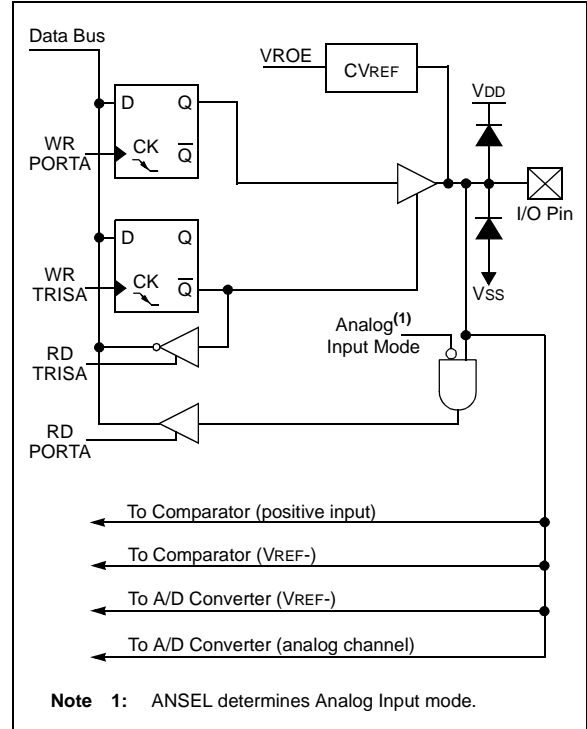 Data Bus
VROE
CVREF
VDD
D Q
WR
PORTA
CK Q
I/O Pin
D Q
WR
TRISA
CK Q
VSS
Analog(1)
Input Mode
RD
TRISA
RD
PORTA
To Comparator (positive input)
To Comparator (VREF-)
To A/D Converter (VREF-)
To A/D Converter (analog channel)
Note 1: ANSEL determines Analog Input mode.